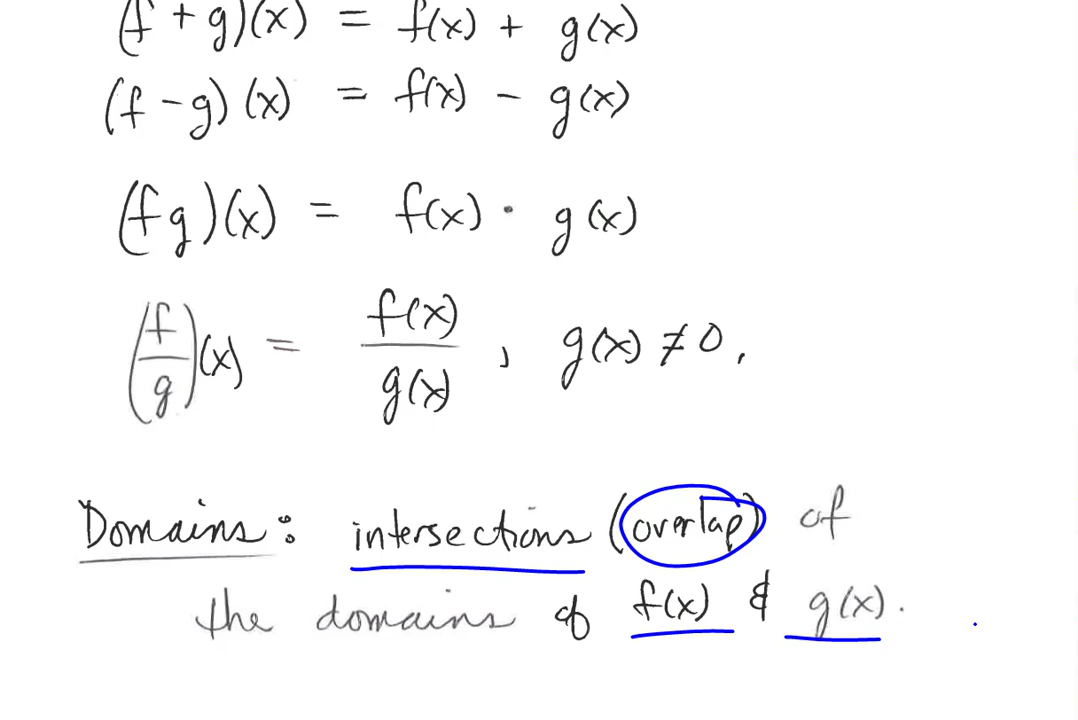 (f + g)(x) = f(x) + g(x)
(f - g)(x) = f(x) - g(x)
(fg)(x) = f(x) · g(x)
(f/g)(x) = f(x)/g(x), g(x) ≠ 0.
Domains: intersections (overlap) of
the domains of f(x) & g(x).